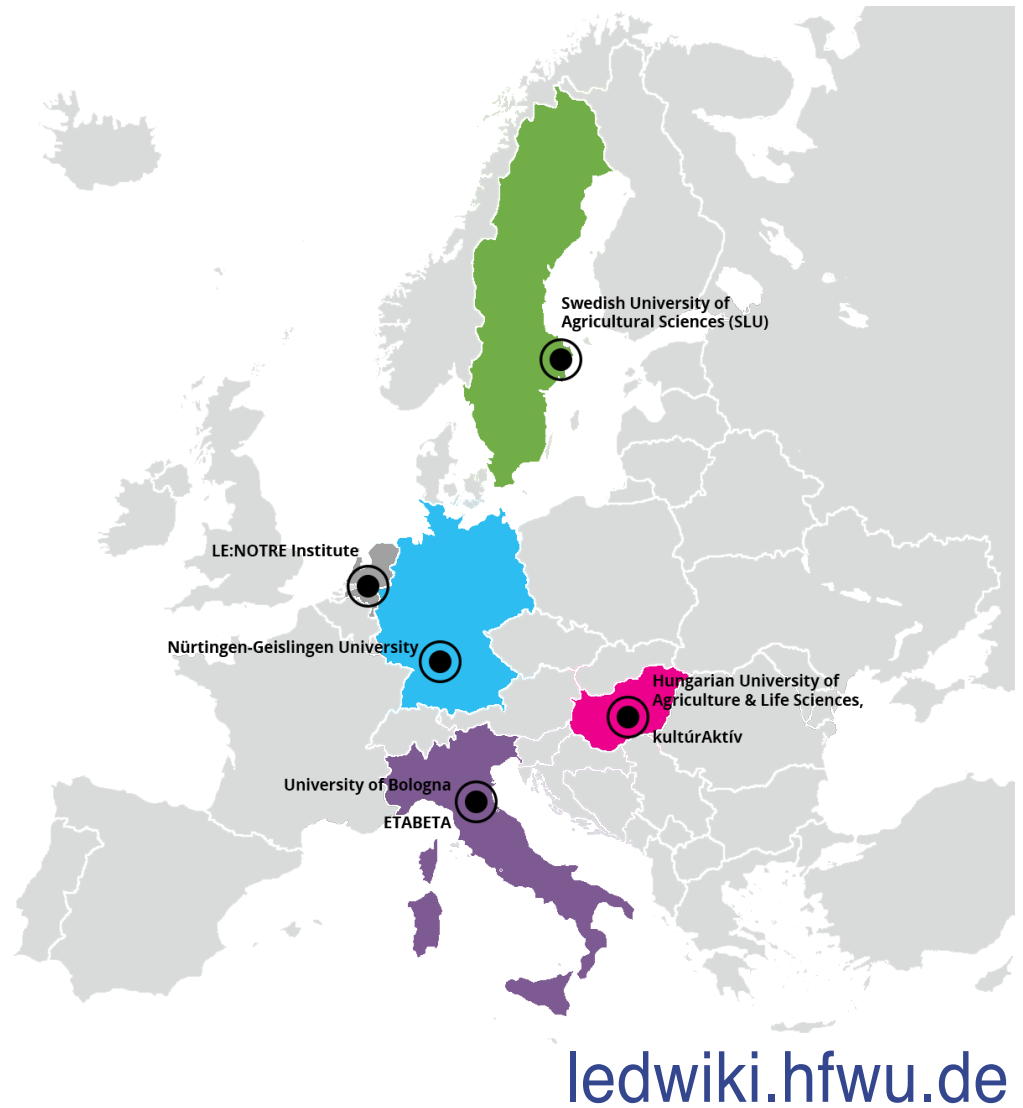 Swedish University of
Agricultural Sciences (SLU)
LE:NOTRE Institute
Nürtingen-Geislingen University
Hungarian University of
Agriculture & Life Sciences,
kultúrAktív
University of Bologna
ETABETA
ledwiki.hfwu.de